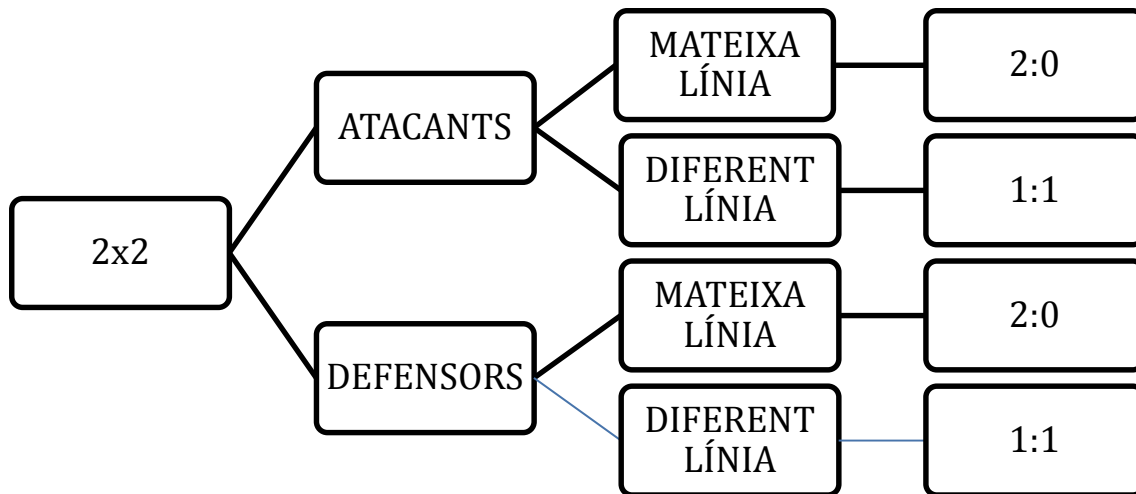 2x2
ATACANTS
MATEIXA
LÍNIA
2:0
DIFERENT
LÍNIA
1:1
DEFENSORS
MATEIXA
LÍNIA
2:0
DIFERENT
LÍNIA
1:1